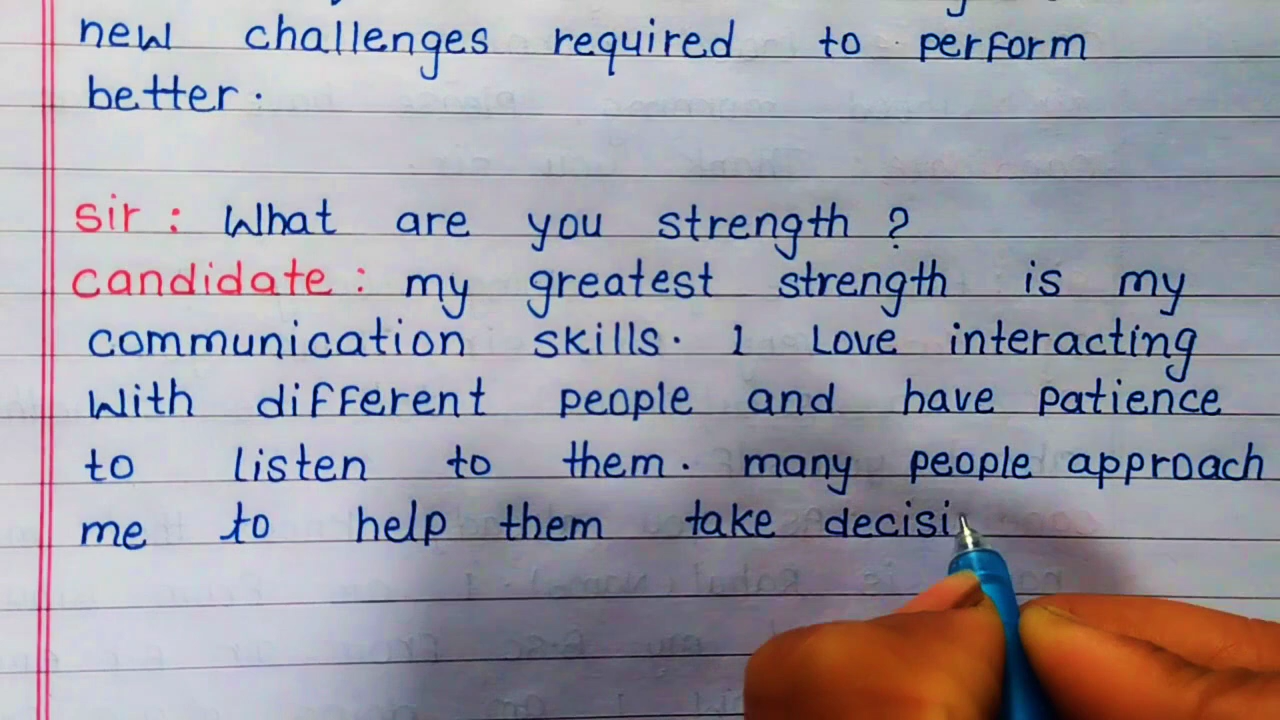 new challenges required to perform
better.
sir : What are you strength ?
candidate : my greatest strength is my
communication skills. I Love interacting
With different people and have patience
to listen to them. many people approach
me to help them take decisi